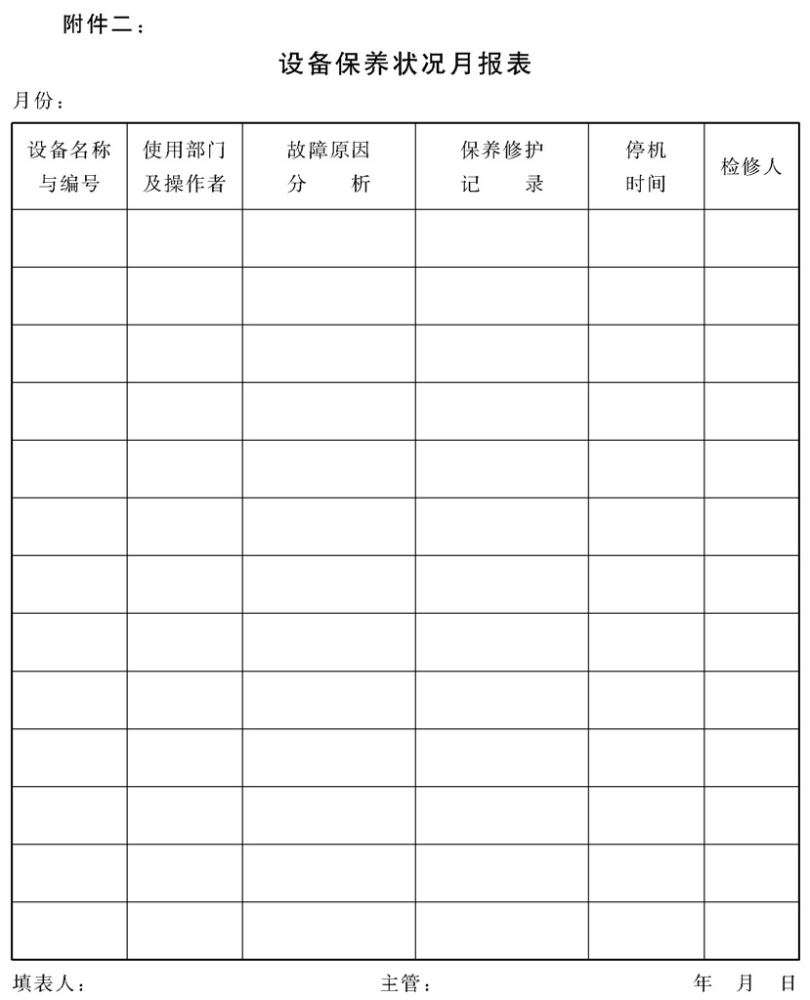 附件二：
设备保养状况月报表
月份：
设备名称
与编号
使用部门
及操作者
故障原因
分 析
保养修护
记 录
停机
时间
检修人
填表人： 主管： 年 月 日